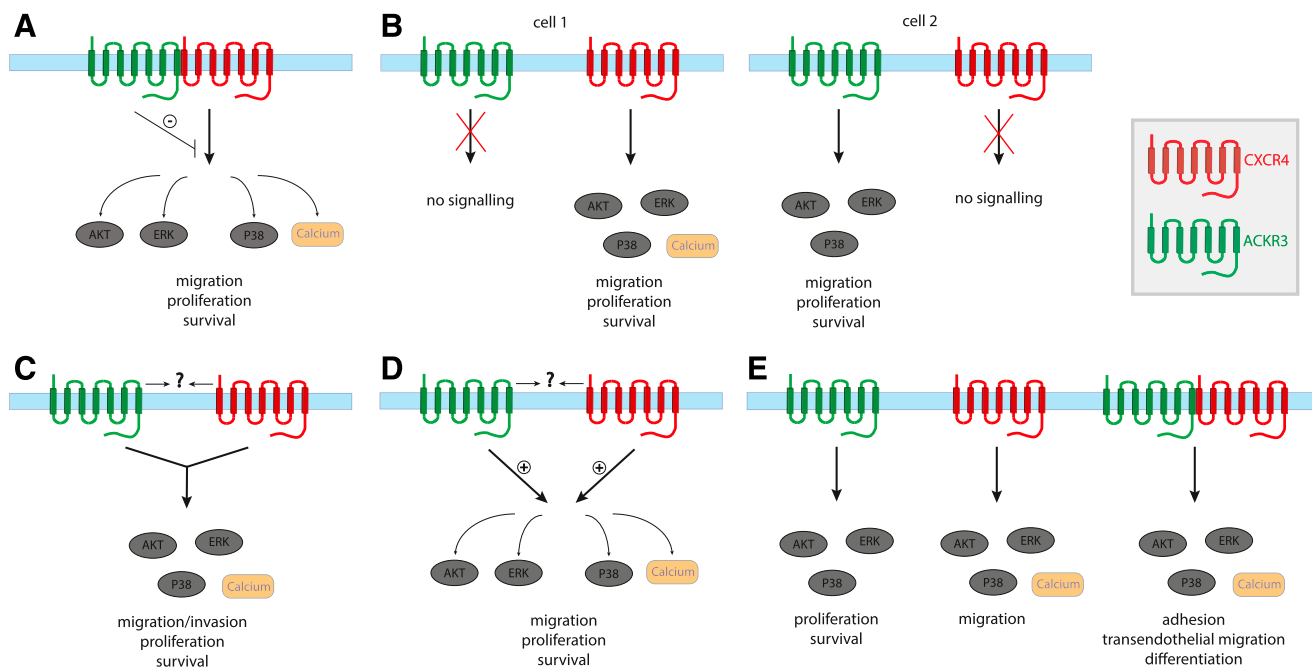 A
-
AKT
ERK
P38
Calcium
migration
proliferation
survival
B
cell 1
cell 2
no signalling
AKT
ERK
P38
Calcium
migration
proliferation
survival
AKT
ERK
P38
migration
proliferation
survival
no signalling
CXCR4
ACKR3
C
?
AKT
ERK
P38
Calcium
migration/invasion
proliferation
survival
D
?
+
+
AKT
ERK
P38
Calcium
migration
proliferation
survival
E
AKT
ERK
P38
proliferation
survival
AKT
ERK
P38
Calcium
migration
AKT
ERK
P38
Calcium
adhesion
transendothelial migration
differentiation